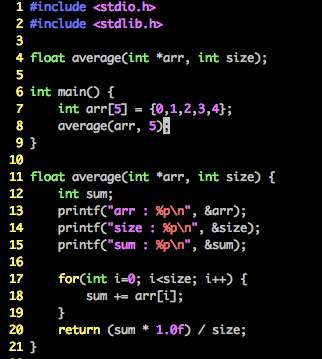 1 #include <stdio.h>
2 #include <stdlib.h>
3
4 float average(int *arr, int size);
5
6 int main() {
7     int arr[5] = {0,1,2,3,4};
8     average(arr, 5);
9 }
10
11 float average(int *arr, int size) {
12     int sum;
13     printf("arr : %p\n", &arr);
14     printf("size : %p\n", &size);
15     printf("sum : %p\n", &sum);
16
17     for(int i=0; i<size; i++) {
18         sum += arr[i];
19     }
20     return (sum * 1.0f) / size;
21 }